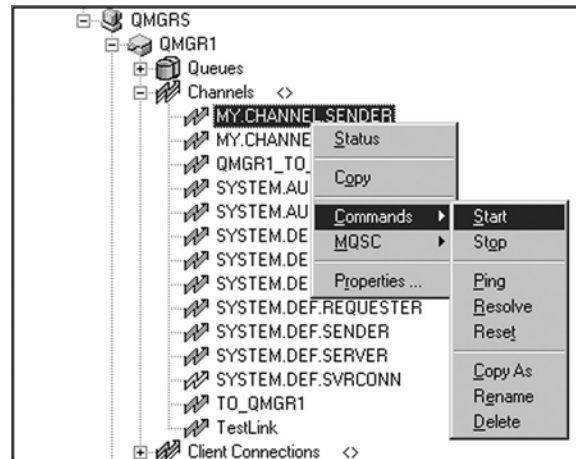 QMGRS
QMGR1
Queues
Channels <>
MY.CHANNEL.SENDER
MY.CHANNE
QMGR1_TO_
SYSTEM.AU
SYSTEM.AU
SYSTEM.DE
SYSTEM.DE
SYSTEM.DE
SYSTEM.DEF.REQUESTER
SYSTEM.DEF.SENDER
SYSTEM.DEF.SERVER
SYSTEM.DEF.SVRCONN
TO_QMGR1
TestLink
Client Connections <>
Status
Copy
Commands
MQSC
Properties ...
Start
Stop
Ping
Resolve
Reset
Copy As
Rename
Delete